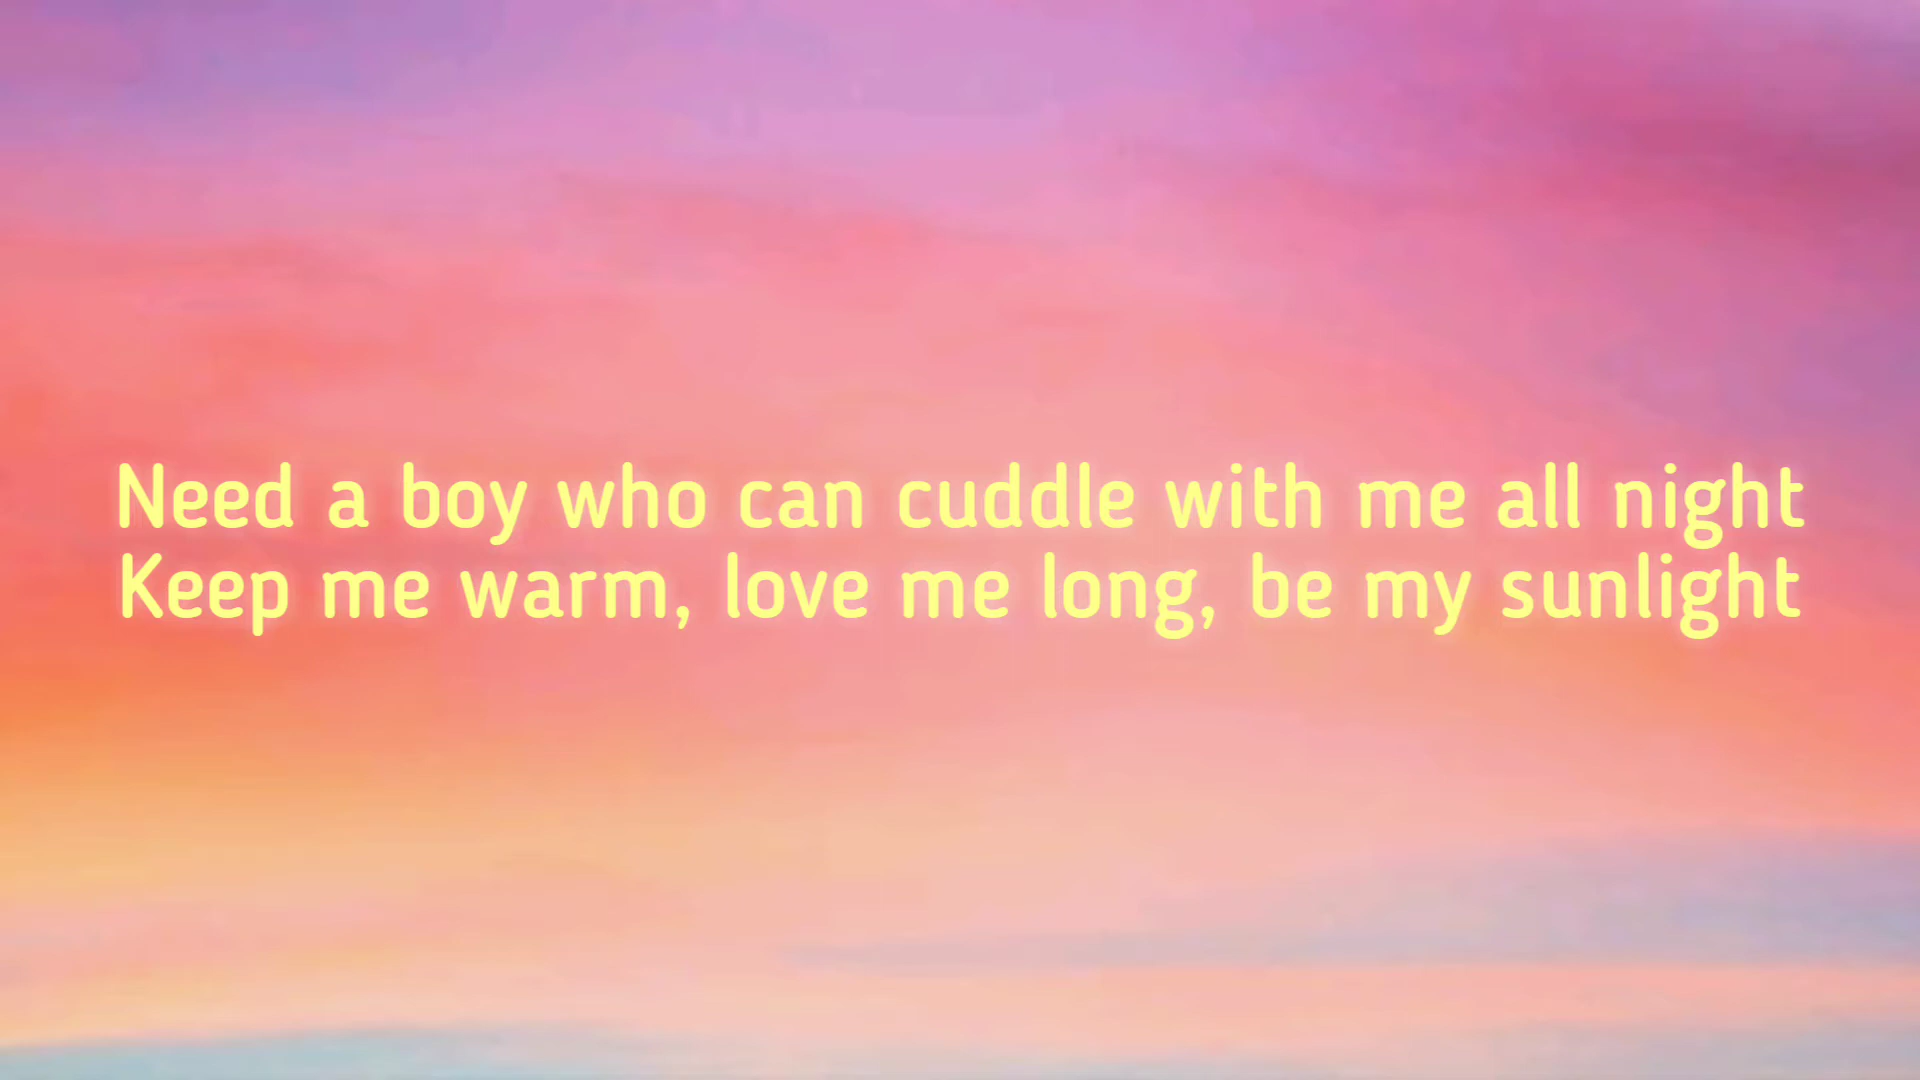 Need a boy who can cuddle with me all night
Keep me warm, love me long, be my sunlight